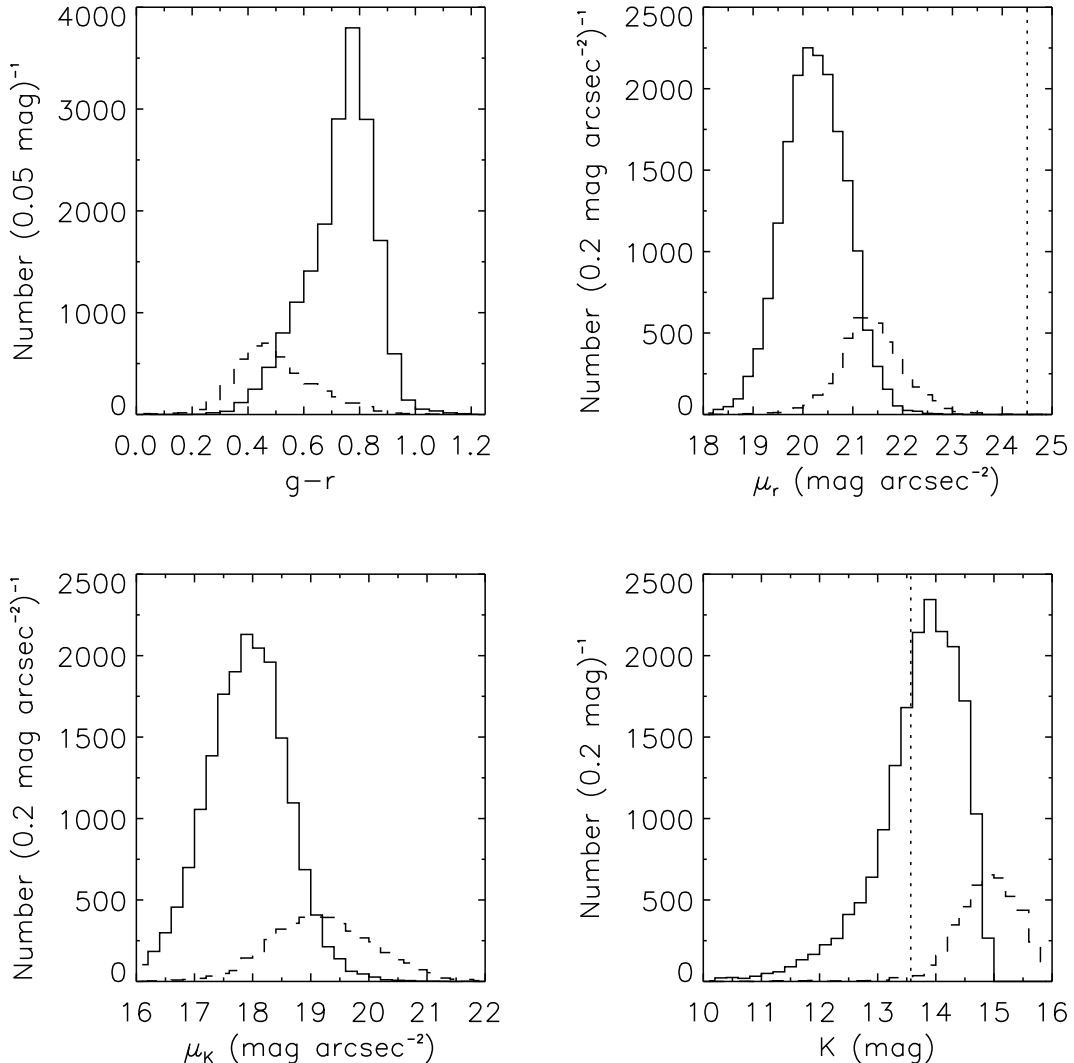 Number (0.05 mag)⁻¹
4000
3000
2000
1000
0
0.0 0.2 0.4 0.6 0.8 1.0 1.2
g−r
Number (0.2 mag arcsec⁻²)⁻¹
2500
2000
1500
1000
500
0
18 19 20 21 22 23 24 25
μr (mag arcsec⁻²)
Number (0.2 mag arcsec⁻²)⁻¹
2500
2000
1500
1000
500
0
16 17 18 19 20 21 22
μK (mag arcsec⁻²)
Number (0.2 mag)⁻¹
2500
2000
1500
1000
500
0
10 11 12 13 14 15 16
K (mag)